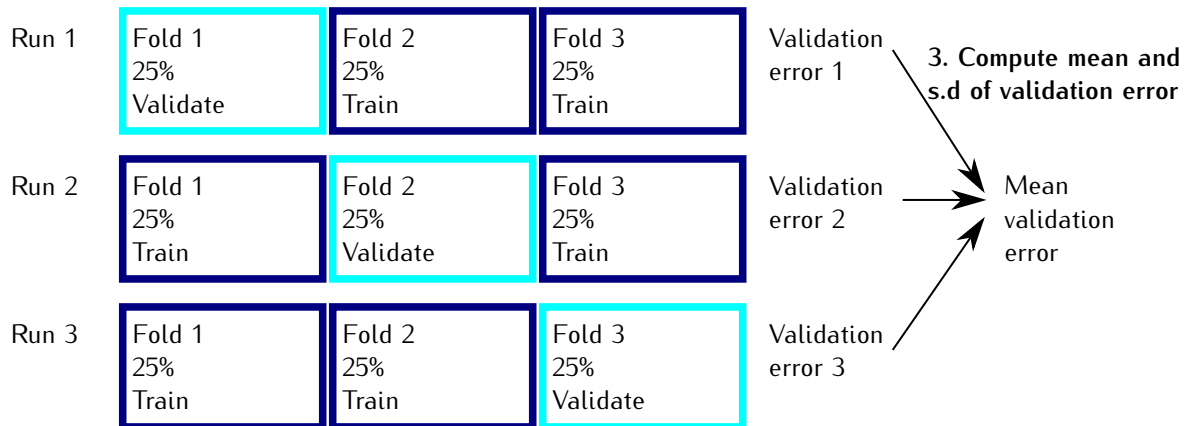 Run 1
Fold 1
25%
Validate
Fold 2
25%
Train
Fold 3
25%
Train
Validation
error 1
3. Compute mean and
s.d of validation error
Run 2
Fold 1
25%
Train
Fold 2
25%
Validate
Fold 3
25%
Train
Validation
error 2
Mean
validation
error
Run 3
Fold 1
25%
Train
Fold 2
25%
Train
Fold 3
25%
Validate
Validation
error 3